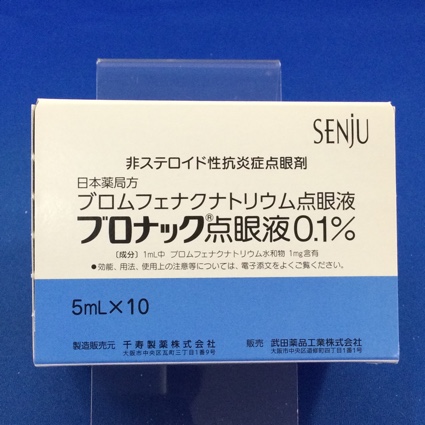 SENJU
非ステロイド性抗炎症点眼剤
日本薬局方
ブロムフェナクナトリウム点眼液
ブロナック®点眼液0.1%
〔成分〕1mL中 ブロムフェナクナトリウム水和物 1mg含有
●効能、用法、使用上の注意等については、電子添文をよくご覧ください。
5mL×10
製造販売元 千寿製薬株式会社
大阪市中央区瓦町三丁目1番9号
販売 武田薬品工業株式会社
大阪市中央区道修町四丁目1番1号